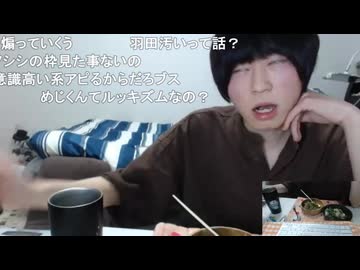 煽っていくう
羽田汚いって話？
アシシの枠見た事ないの
意識高い系アピるからだろブス
めじくんてルッキズムなの？